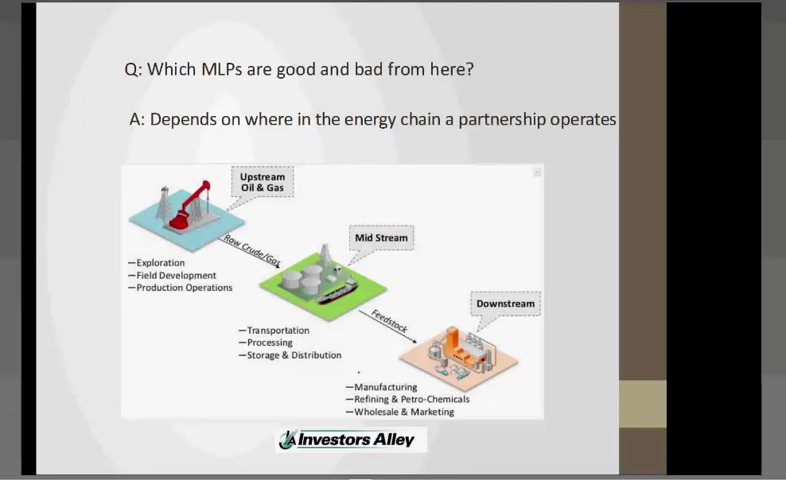 Q: Which MLPs are good and bad from here?
A: Depends on where in the energy chain a partnership operates
Upstream
Oil & Gas
Raw Crude/Gas
—Exploration
—Field Development
—Production Operations
Mid Stream
Feedstock
—Transportation
—Processing
—Storage & Distribution
Downstream
—Manufacturing
—Refining & Petro-Chemicals
—Wholesale & Marketing
Investors Alley